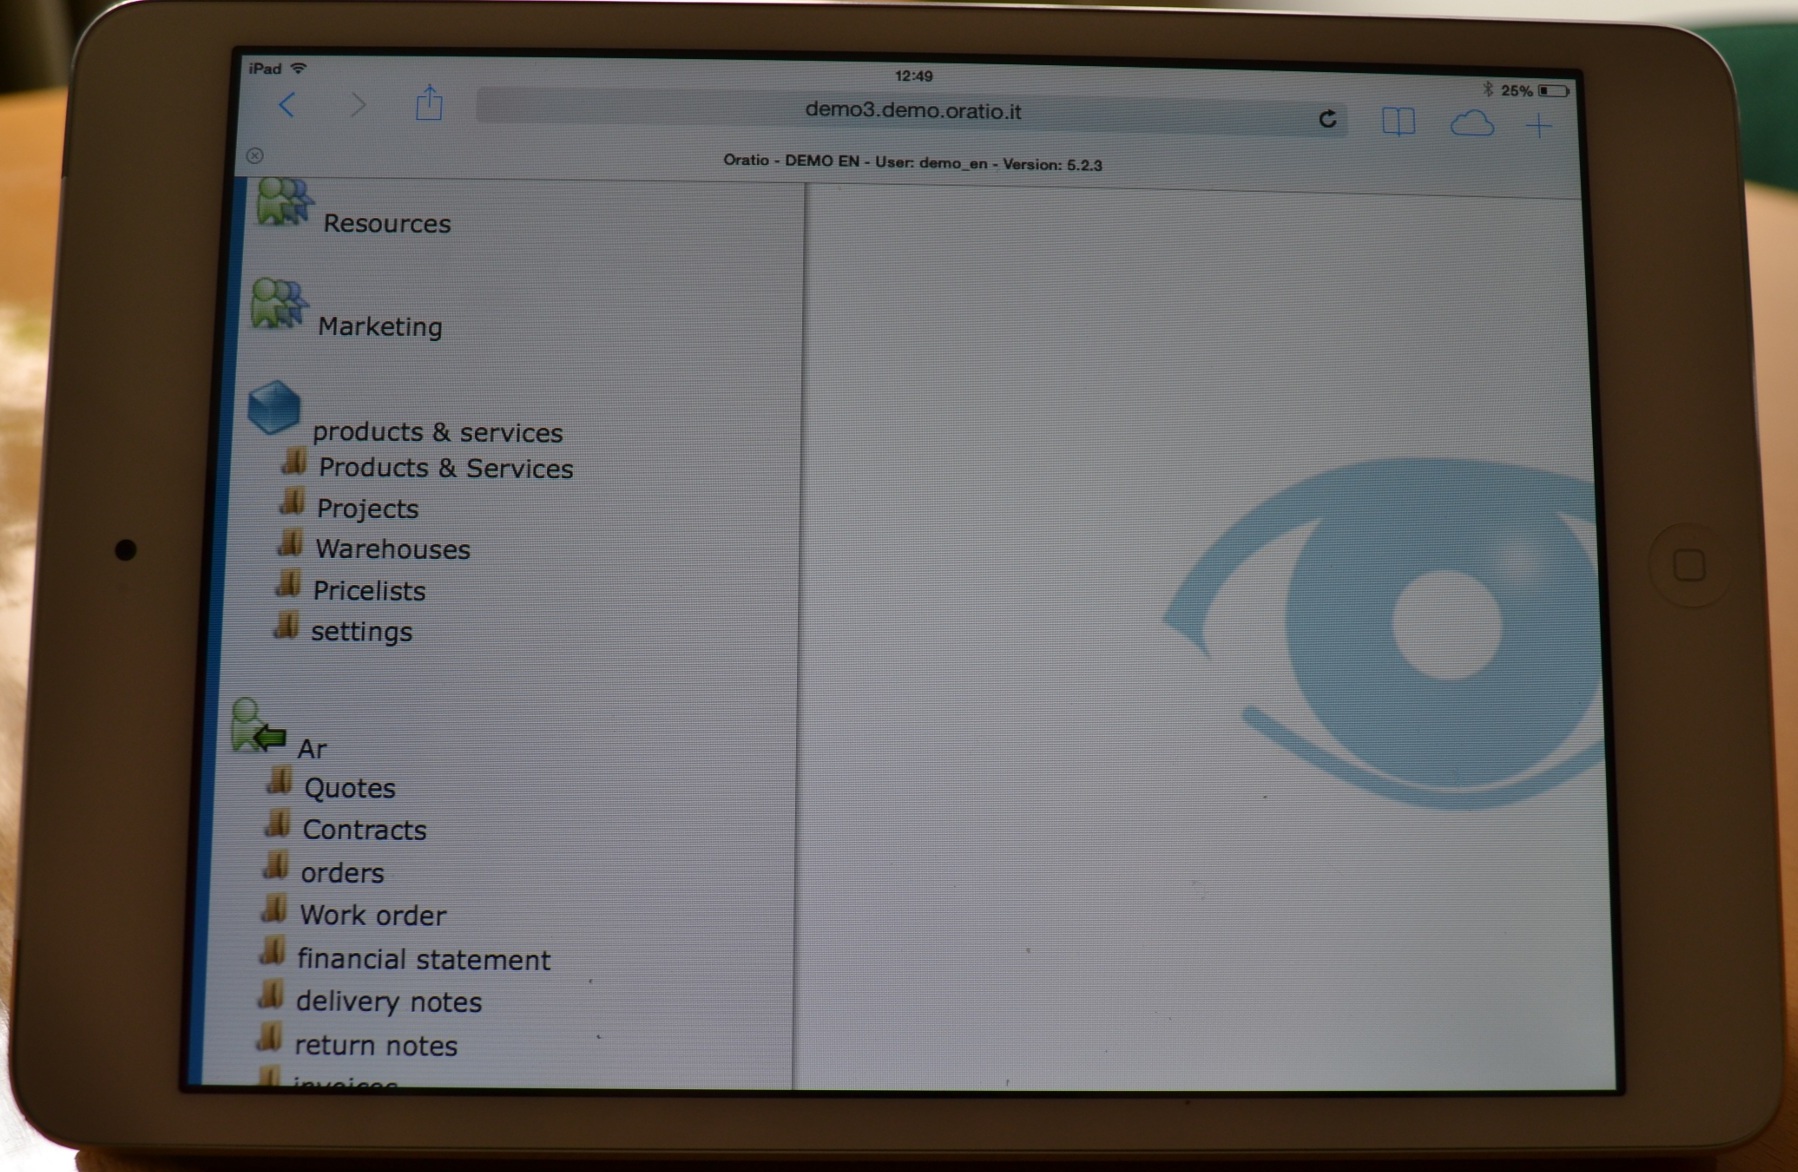 iPad
12:49
25%
demo3.demo.oratio.it
Oratio - DEMO EN - User: demo_en - Version: 5.2.3
Resources
Marketing
products & services
Products & Services
Projects
Warehouses
Pricelists
settings
Ar
Quotes
Contracts
orders
Work order
financial statement
delivery notes
return notes
invoices